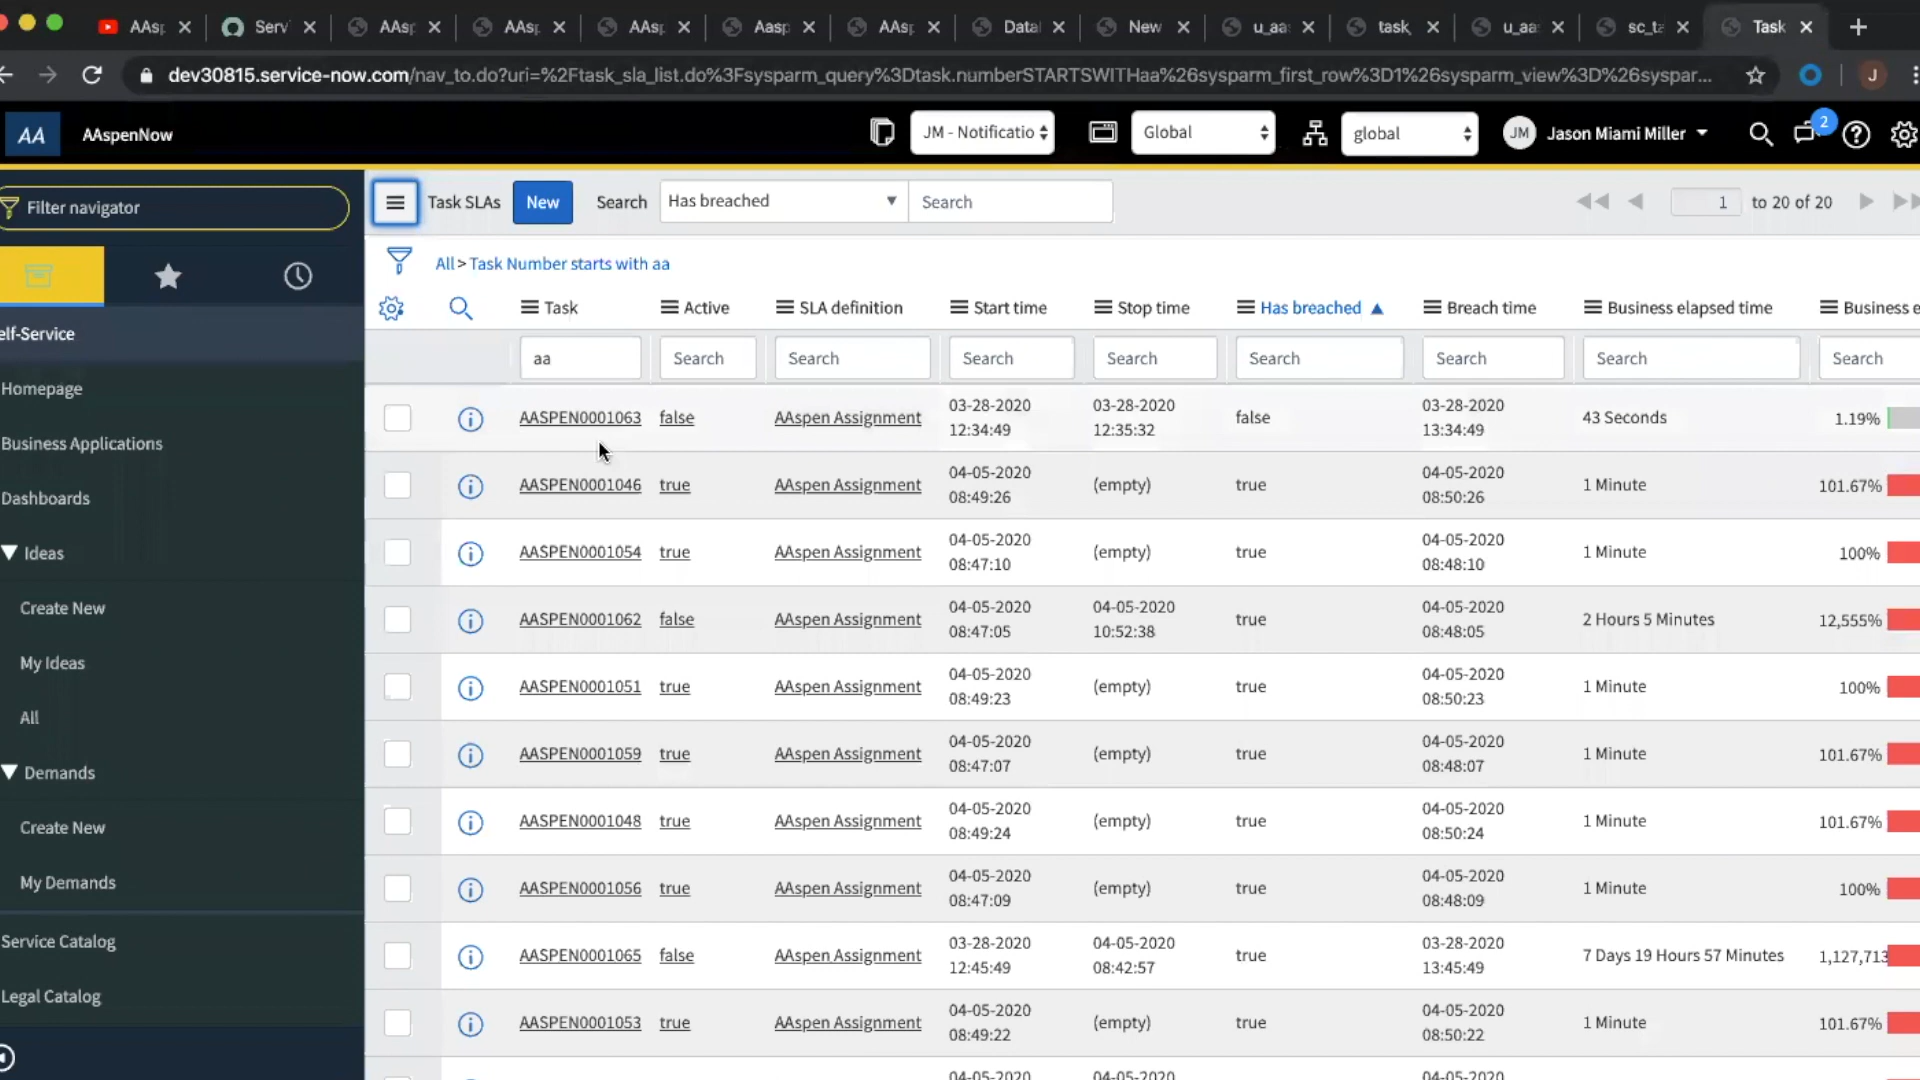 AAsp Serv AAsp AAsp AAsp Aasp AAsp Data New u_aa task_ u_aa sc_ta Task
dev30815.service-now.com/nav_to.do?uri=%2Ftask_sla_list.do%3Fsysparm_query%3Dtask.numberSTARTSWITHaa%26sysparm_first_row%3D1%26sysparm_view%3D%26syspar... J
AA AAspenNow JM - Notificatio Global global JM Jason Miami Miller 2
Filter navigator
Task SLAs New Search Has breached Search 1 to 20 of 20
All > Task Number starts with aa
Task Active SLA definition Start time Stop time Has breached Breach time Business elapsed time Business e
aa Search Search Search Search Search Search Search Search
elf-Service
Homepage
Business Applications
Dashboards
Ideas
Create New
My Ideas
All
Demands
Create New
My Demands
Service Catalog
Legal Catalog
AASPEN0001063 false AAspen Assignment 03-28-2020 12:34:49 03-28-2020 12:35:32 false 03-28-2020 13:34:49 43 Seconds 1.19%
AASPEN0001046 true AAspen Assignment 04-05-2020 08:49:26 (empty) true 04-05-2020 08:50:26 1 Minute 101.67%
AASPEN0001054 true AAspen Assignment 04-05-2020 08:47:10 (empty) true 04-05-2020 08:48:10 1 Minute 100%
AASPEN0001062 false AAspen Assignment 04-05-2020 08:47:05 04-05-2020 10:52:38 true 04-05-2020 08:48:05 2 Hours 5 Minutes 12,555%
AASPEN0001051 true AAspen Assignment 04-05-2020 08:49:23 (empty) true 04-05-2020 08:50:23 1 Minute 100%
AASPEN0001059 true AAspen Assignment 04-05-2020 08:47:07 (empty) true 04-05-2020 08:48:07 1 Minute 101.67%
AASPEN0001048 true AAspen Assignment 04-05-2020 08:49:24 (empty) true 04-05-2020 08:50:24 1 Minute 101.67%
AASPEN0001056 true AAspen Assignment 04-05-2020 08:47:09 (empty) true 04-05-2020 08:48:09 1 Minute 100%
AASPEN0001065 false AAspen Assignment 03-28-2020 12:45:49 04-05-2020 08:42:57 true 03-28-2020 13:45:49 7 Days 19 Hours 57 Minutes 1,127,713
AASPEN0001053 true AAspen Assignment 04-05-2020 08:49:22 (empty) true 04-05-2020 08:50:22 1 Minute 101.67%
04-05-2020 04-05-2020 04-05-2020